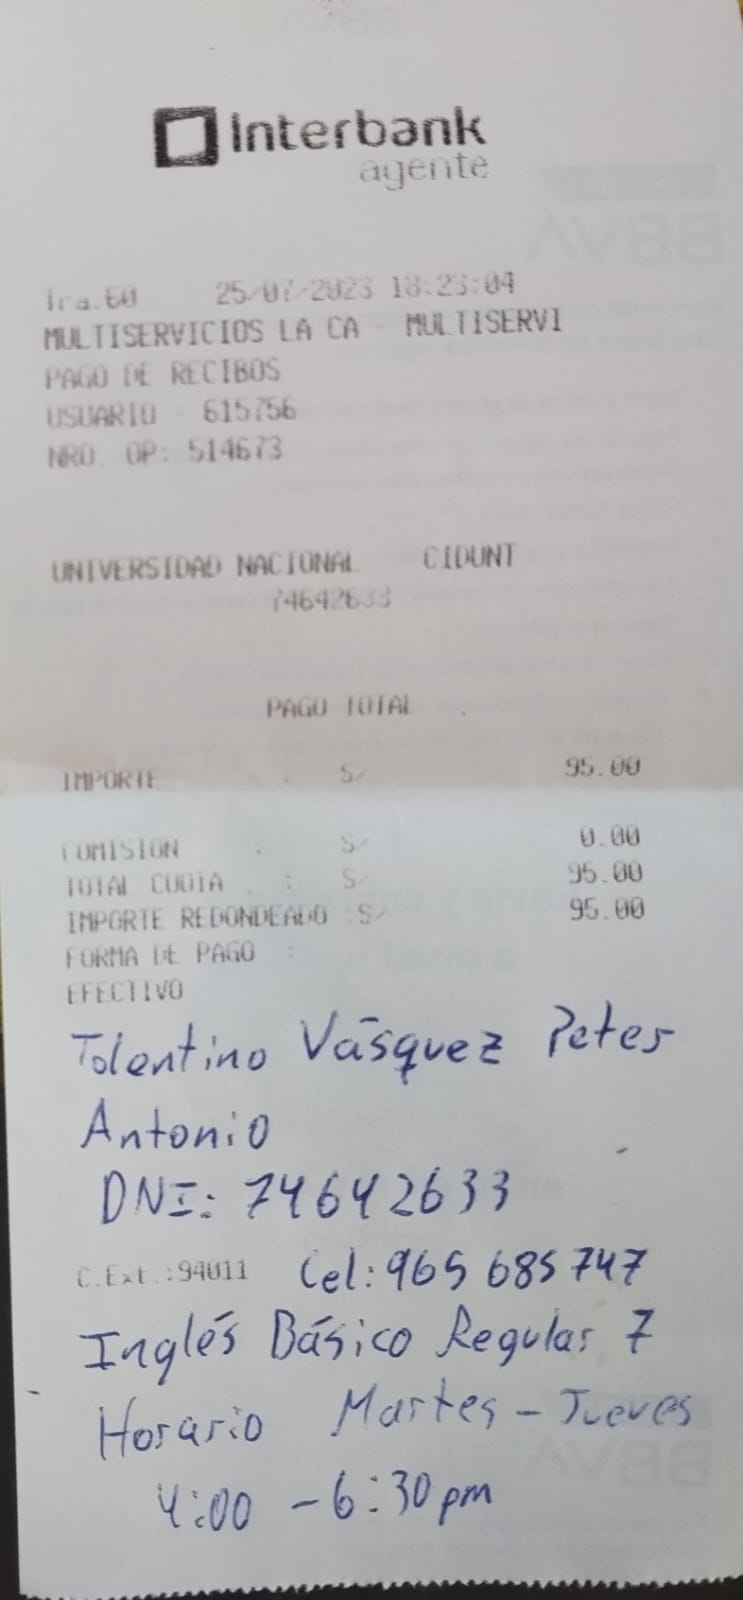 Interbank
agente
Tra.60 25/07/2023 18:23:04
MULTISERVICIOS LA CA - MULTISERVI
PAGO DE RECIBOS
USUARIO - 615756
NRO. OP: 514673
UNIVERSIDAD NACIONAL CIDUNT
74642633
PAGO TOTAL
IMPORTE : S/ 95.00
COMISION : S/ 0.00
TOTAL CUOTA : S/ 95.00
IMPORTE REDONDEADO :S/ 95.00
FORMA DE PAGO :
EFECTIVO
Tolentino Vásquez Peter
Antonio
DNI: 74642633
C.Ext.:94011 Cel: 965 685 747
Inglés Básico Regular 7
Horario Martes - Jueves
4:00 - 6:30 pm